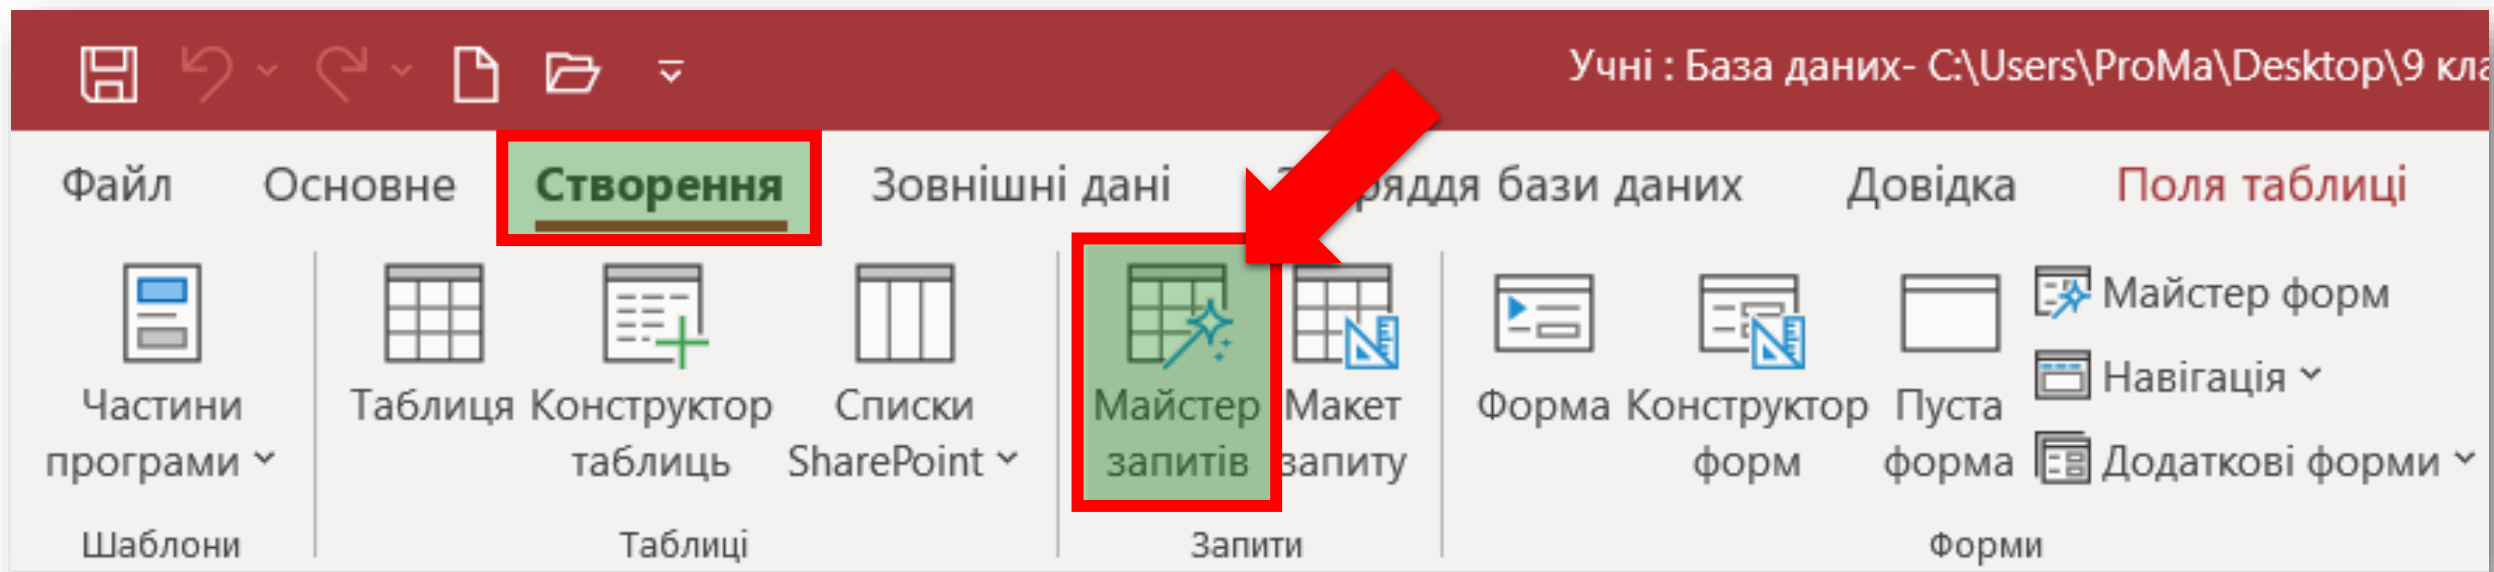 Учні : База даних- C:\Users\ProMa\Desktop\9
Файл Основне Створення Зовнішні дані бази даних Довідка Поля таблиці
Частини програми
Таблиця
Конструктор таблиць
Списки SharePoint
Майстер запитів
Макет запиту
Форма
Конструктор форм
Пуста форма
Майстер форм
Навігація
Додаткові форми
Шаблони Таблиці Запити Форми